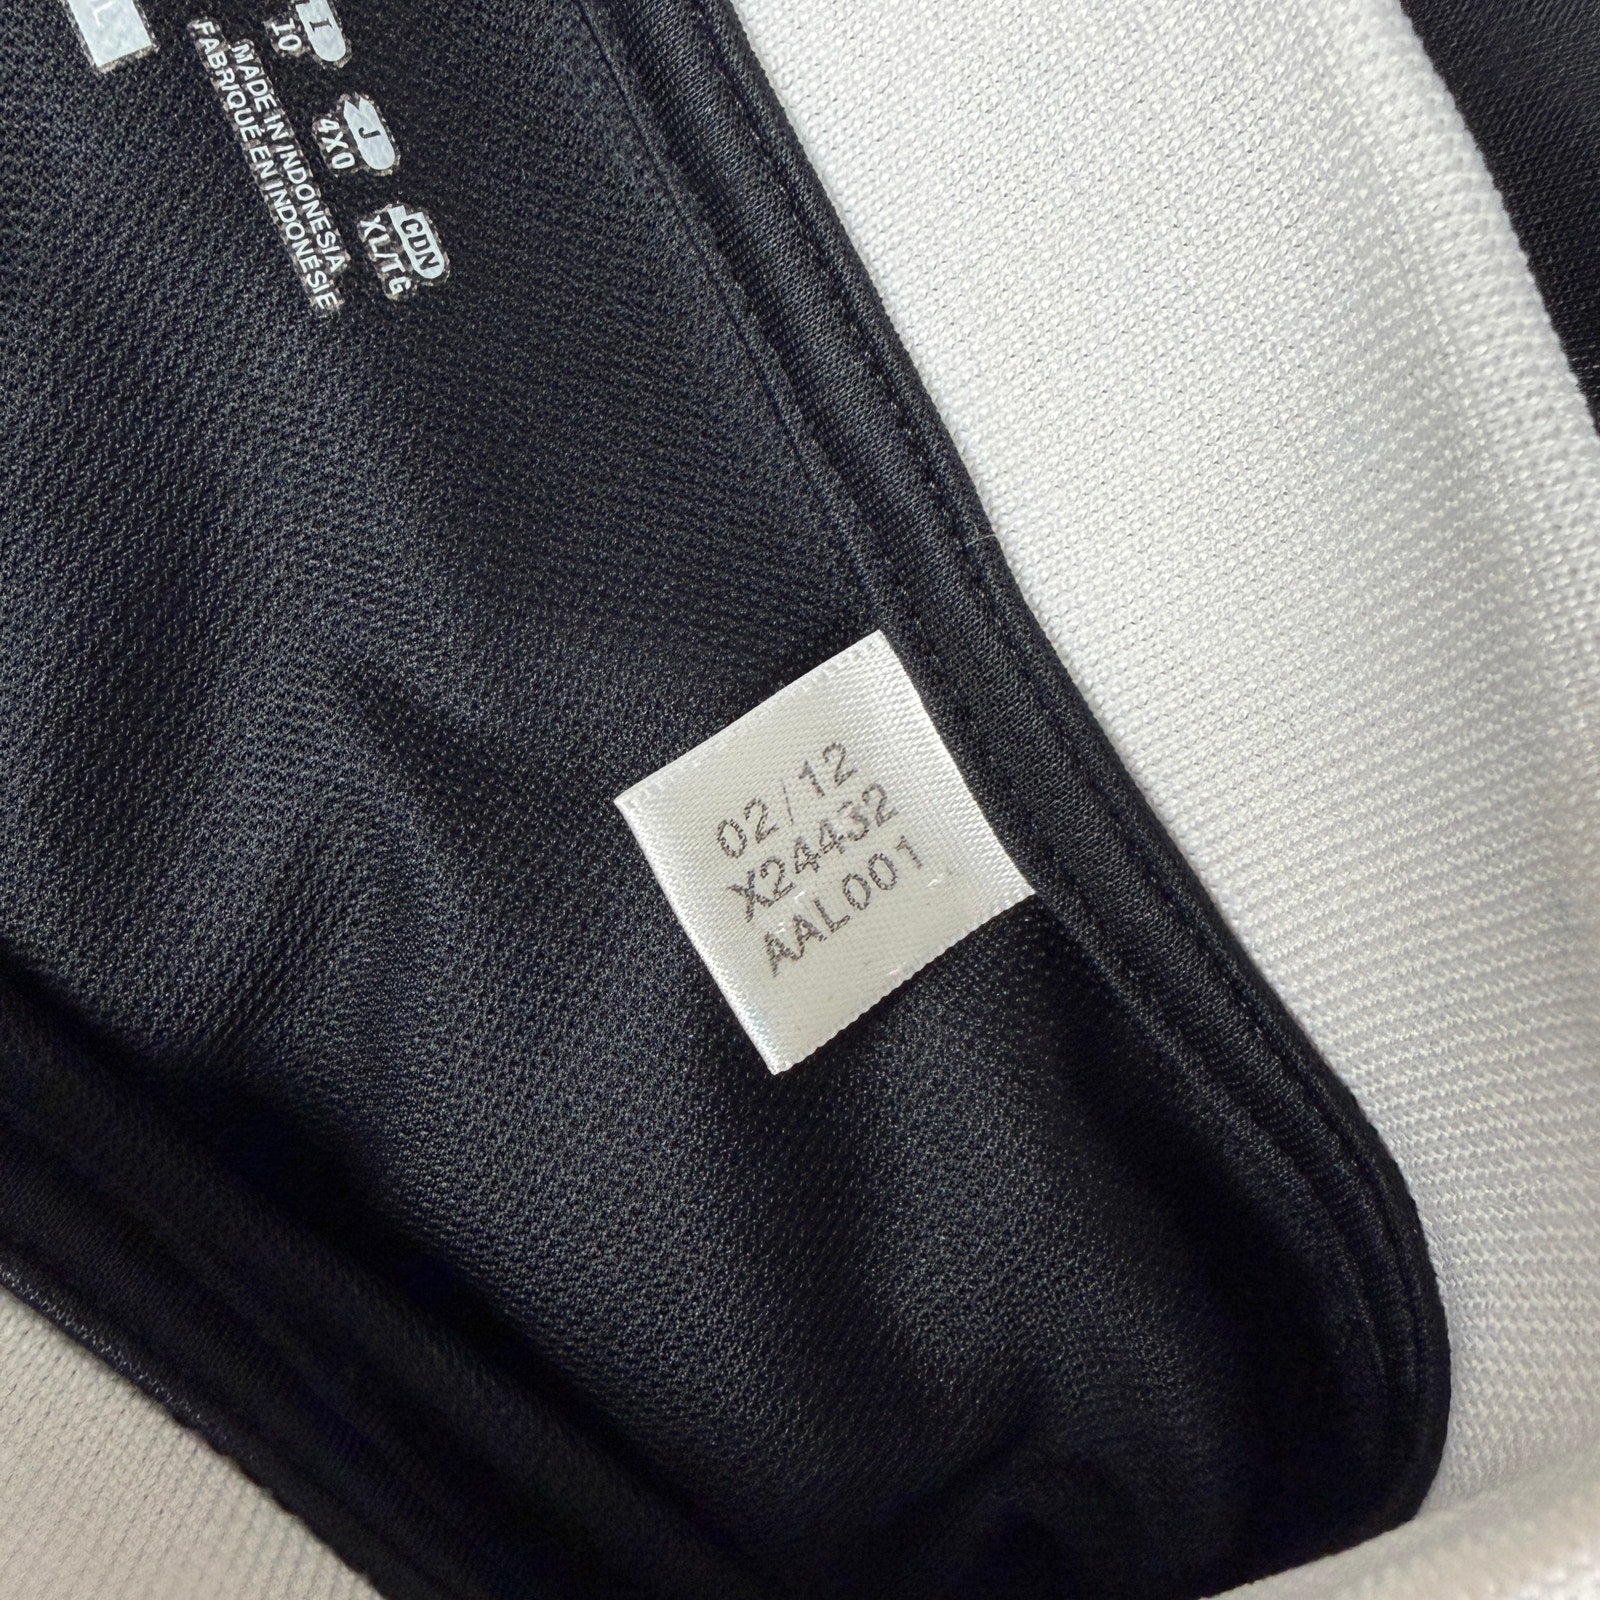 I
10
J
4X0
CDN
XL/TG
MADE IN INDONESIA
FABRIQUÉ EN INDONÉSIE
02/12
X24432
AAL001